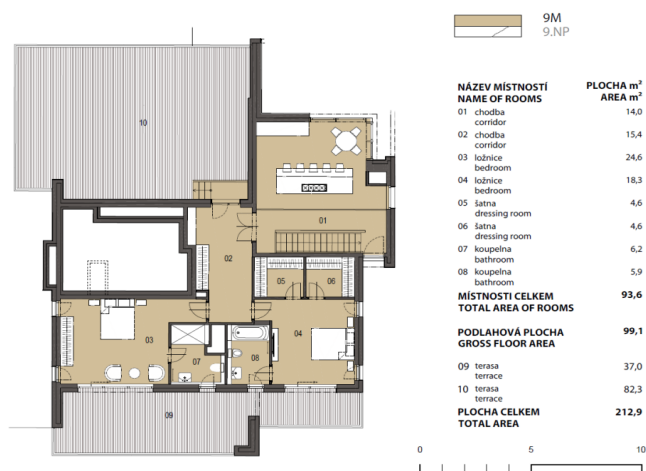 9M
9.NP
NÁZEV MÍSTNOSTÍ PLOCHA m²
NAME OF ROOMS AREA m²
01 chodba 14,0
corridor
02 chodba 15,4
corridor
03 ložnice 24,6
bedroom
04 ložnice 18,3
bedroom
05 šatna 4,6
dressing room
06 šatna 4,6
dressing room
07 koupelna 6,2
bathroom
08 koupelna 5,9
bathroom
MÍSTNOSTI CELKEM 93,6
TOTAL AREA OF ROOMS
PODLAHOVÁ PLOCHA 99,1
GROSS FLOOR AREA
09 terasa 37,0
terrace
10 terasa 82,3
terrace
PLOCHA CELKEM 212,9
TOTAL AREA
0 5 10
10
01
02
05 06
03
04
07
08
09